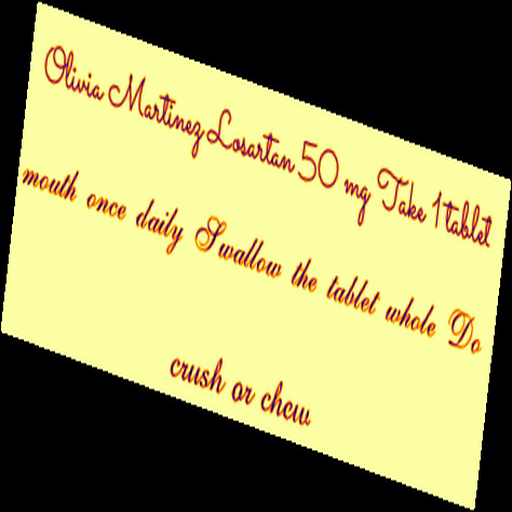 Olivia Martinez Losartan 50 mg Take 1 tablet
mouth once daily Swallow the tablet whole Do
crush or chew